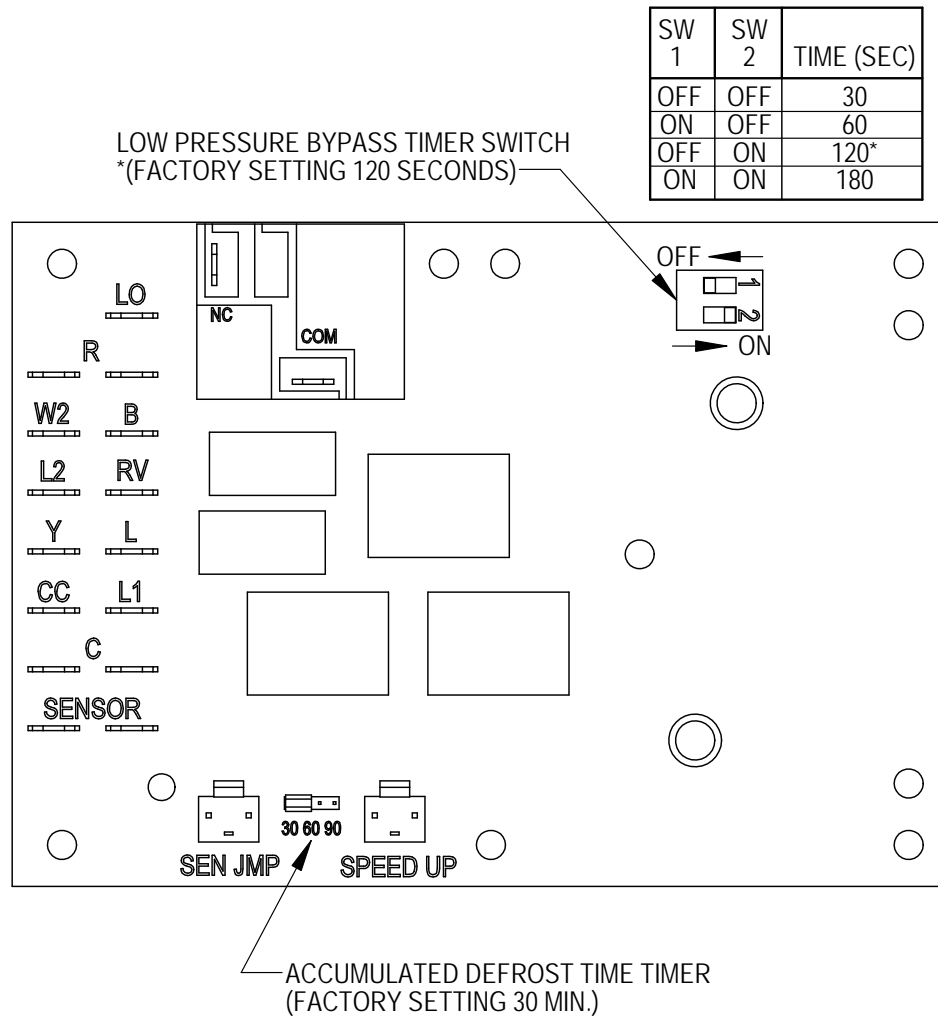 SW 1 SW 2 TIME (SEC)
OFF OFF 30
ON OFF 60
OFF ON 120*
ON ON 180
LOW PRESSURE BYPASS TIMER SWITCH
*(FACTORY SETTING 120 SECONDS)
OFF
1
2
ON
NC
COM
LO
R
W2 B
L2 RV
Y L
CC L1
C
SENSOR
30 60 90
SEN JMP SPEED UP
ACCUMULATED DEFROST TIME TIMER
(FACTORY SETTING 30 MIN.)